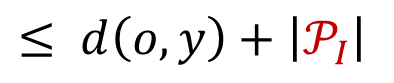 ≤ d(o, y) + |𝒫_I|